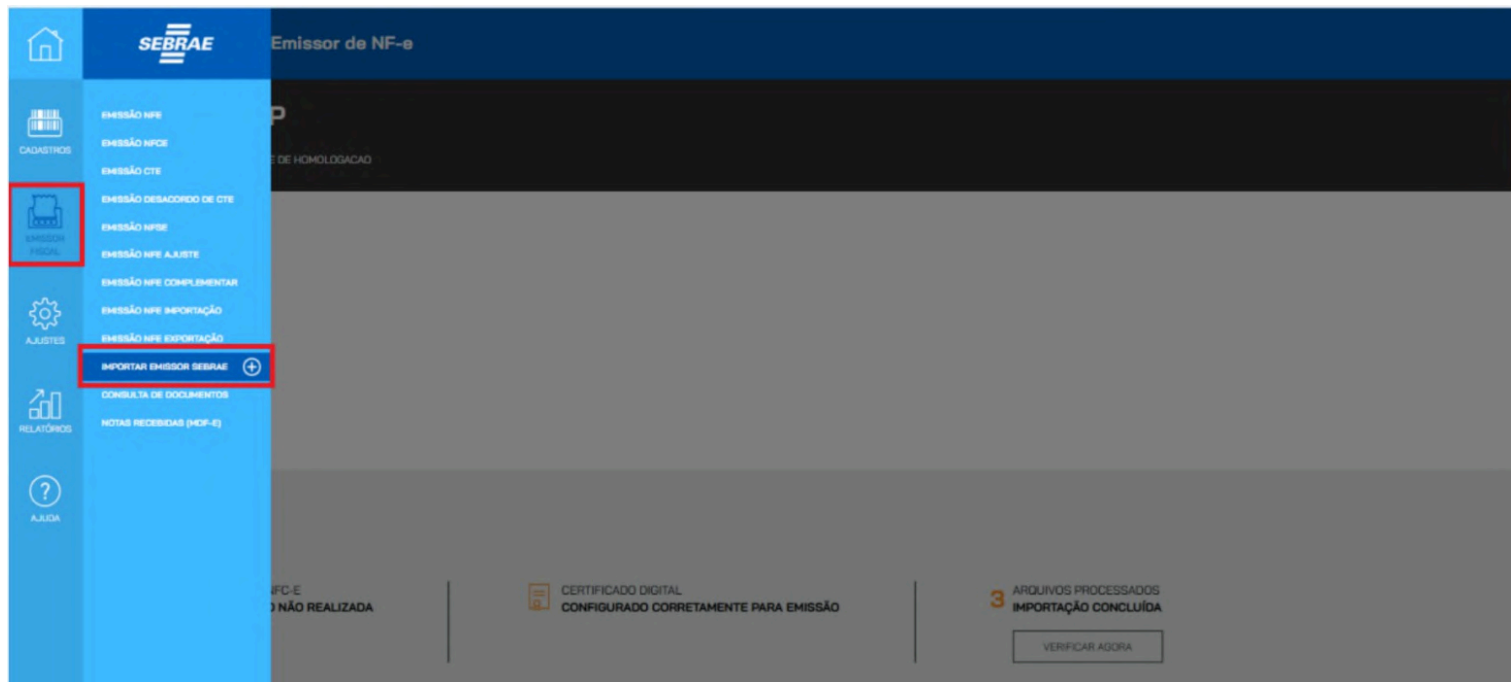 SEBRAE
Emissor de NF-e
CADASTROS
EMISSOR
FISCAL
AJUSTES
RELATÓRIOS
AJUDA
EMISSÃO NFE
EMISSÃO NFCE
EMISSÃO CTE
EMISSÃO DESACORDO DE CTE
EMISSÃO NFSE
EMISSÃO NFE AJUSTE
EMISSÃO NFE COMPLEMENTAR
EMISSÃO NFE IMPORTAÇÃO
EMISSÃO NFE EXPORTAÇÃO
IMPORTAR EMISSOR SEBRAE
CONSULTA DE DOCUMENTOS
NOTAS RECEBIDAS (MDF-E)
P
E DE HOMOLOGACAO
NFC-E
O NÃO REALIZADA
CERTIFICADO DIGITAL
CONFIGURADO CORRETAMENTE PARA EMISSÃO
3
ARQUIVOS PROCESSADOS
IMPORTAÇÃO CONCLUÍDA
VERIFICAR AGORA